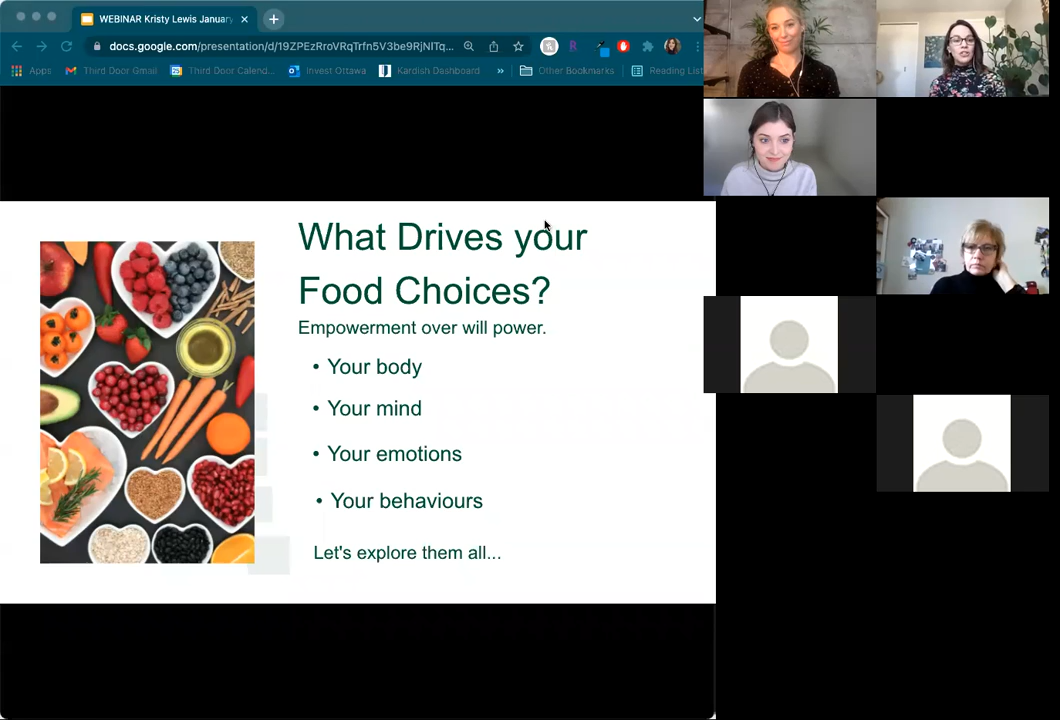 WEBINAR Kristy Lewis January
docs.google.com/presentation/d/19ZPEzRroVRqTrfn5V3be9RjNITq...
Apps Third Door Gmail Third Door Calend... Invest Ottawa Kardish Dashboard » Other Bookmarks Reading List
What Drives your
Food Choices?
Empowerment over will power.
• Your body
• Your mind
• Your emotions
• Your behaviours
Let's explore them all...